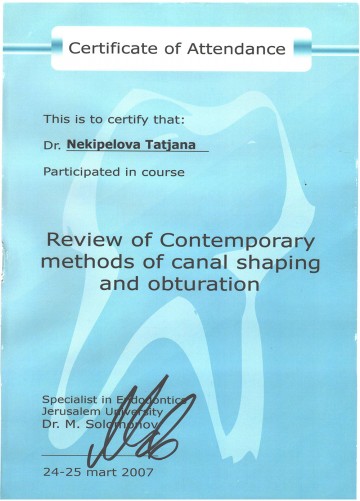 Certificate of Attendance
This is to certify that:
Dr. Nekipelova Tatjana
Participated in course
Review of Contemporary
methods of canal shaping
and obturation
Specialist in Endodontics
Jerusalem University
Dr. M. Solomonov
24-25 mart 2007